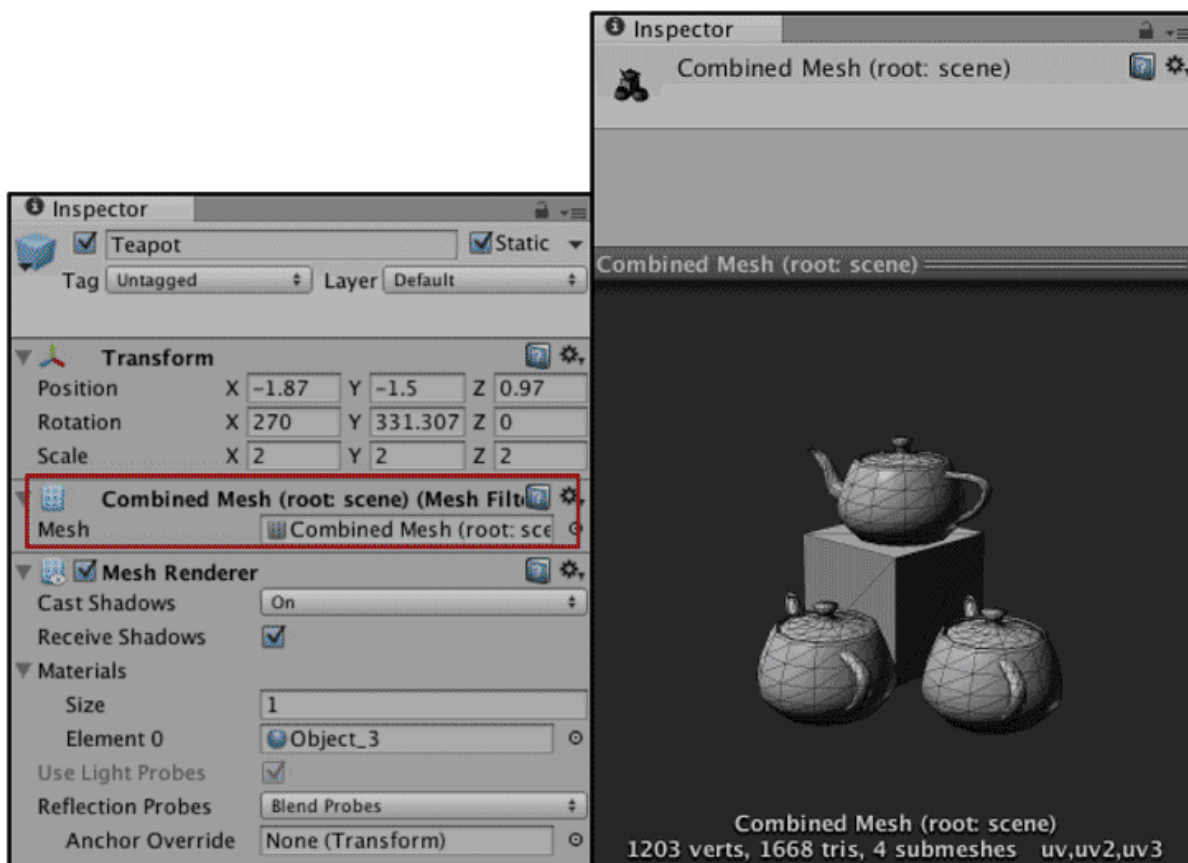 Inspector
Teapot Static
Tag Untagged Layer Default
Transform
Position X -1.87 Y -1.5 Z 0.97
Rotation X 270 Y 331.307 Z 0
Scale X 2 Y 2 Z 2
Combined Mesh (root: scene) (Mesh Filte
Mesh Combined Mesh (root: sce
Mesh Renderer
Cast Shadows On
Receive Shadows
Materials
Size 1
Element 0 Object_3
Use Light Probes
Reflection Probes Blend Probes
Anchor Override None (Transform)
Inspector
Combined Mesh (root: scene)
Combined Mesh (root: scene)
Combined Mesh (root: scene)
1203 verts, 1668 tris, 4 submeshes uv,uv2,uv3